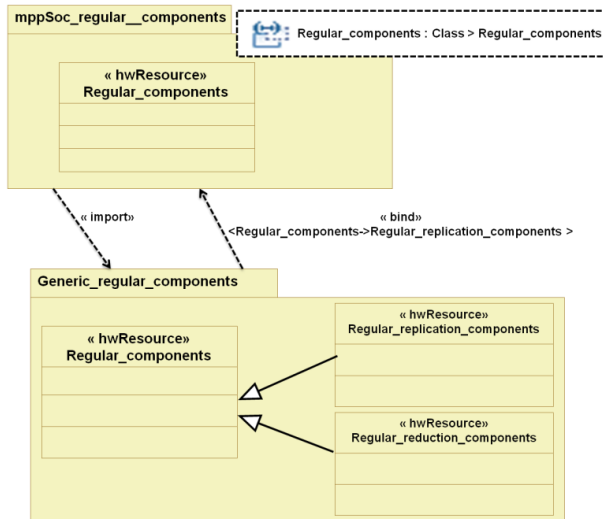 mppSoc_regular__components
Regular_components : Class > Regular_components
« hwResource»
Regular_components
« import»
« bind»
<Regular_components->Regular_replication_components >
Generic_regular_components
« hwResource»
Regular_components
« hwResource»
Regular_replication_components
« hwResource»
Regular_reduction_components